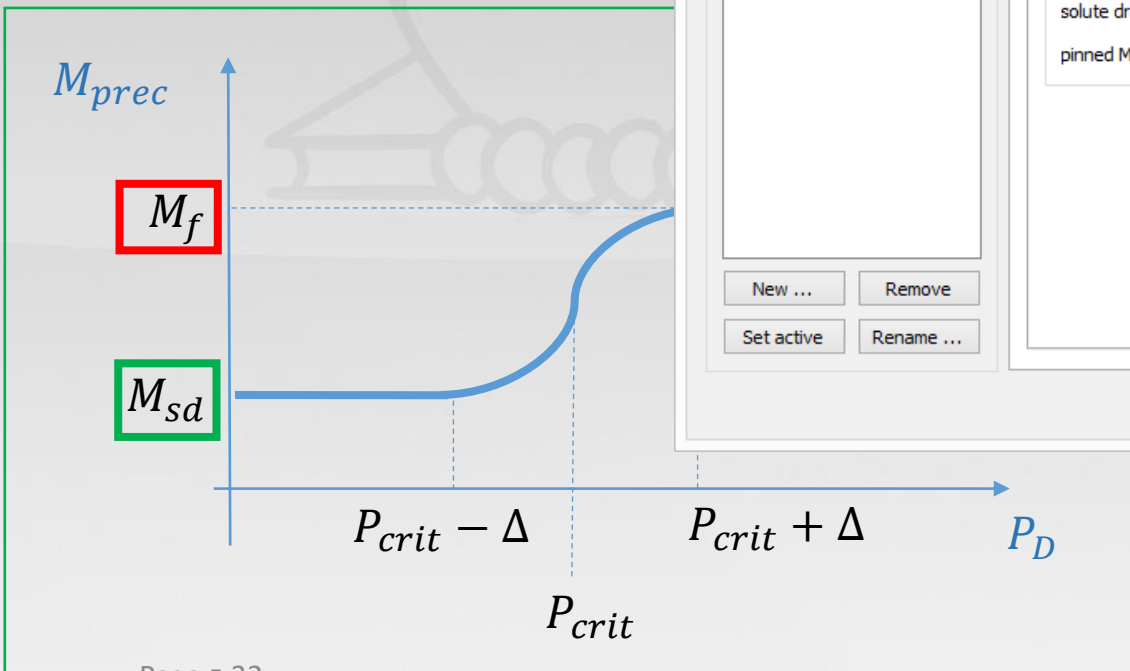 solute dr
pinned M
M_prec
M_f
New ... Remove
Set active Rename ...
M_sd
P_crit − Δ P_crit + Δ P_D
P_crit